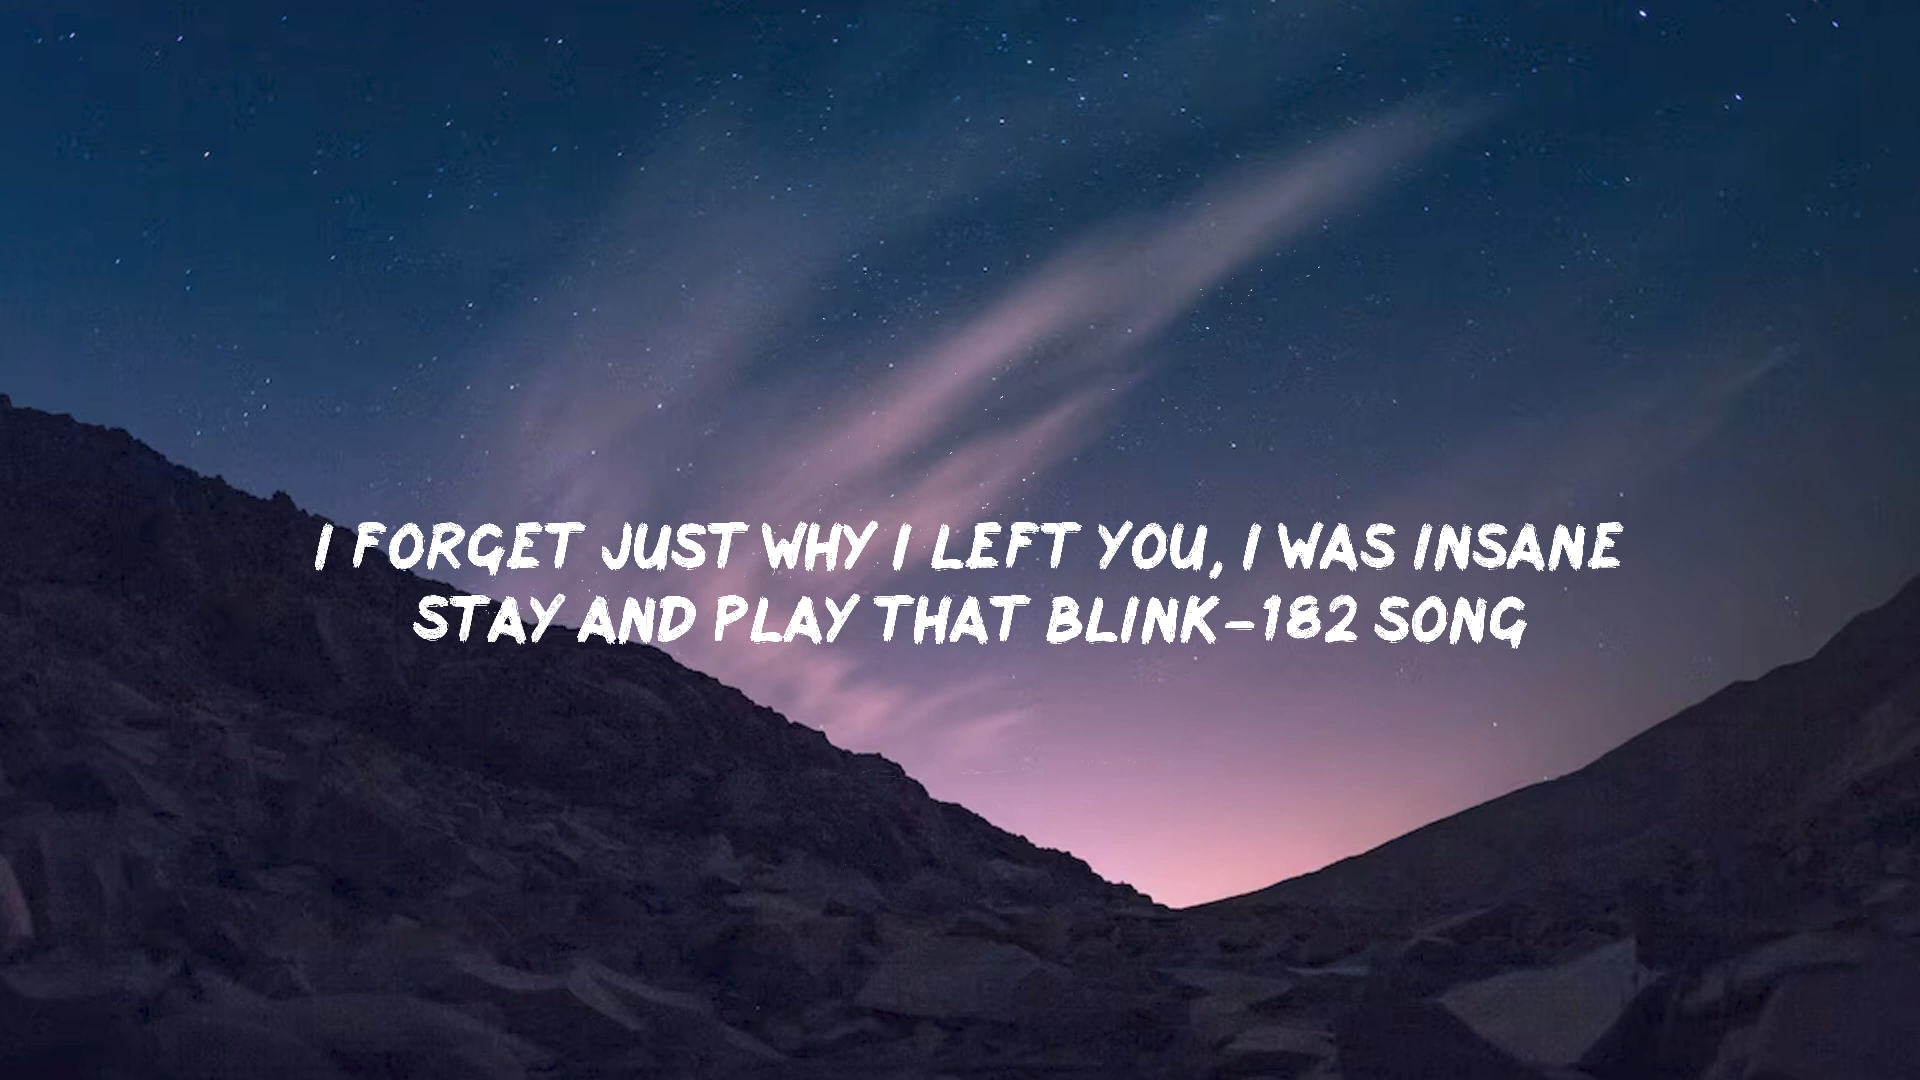 I FORGET JUST WHY I LEFT YOU, I WAS INSANE
STAY AND PLAY THAT BLINK-182 SONG